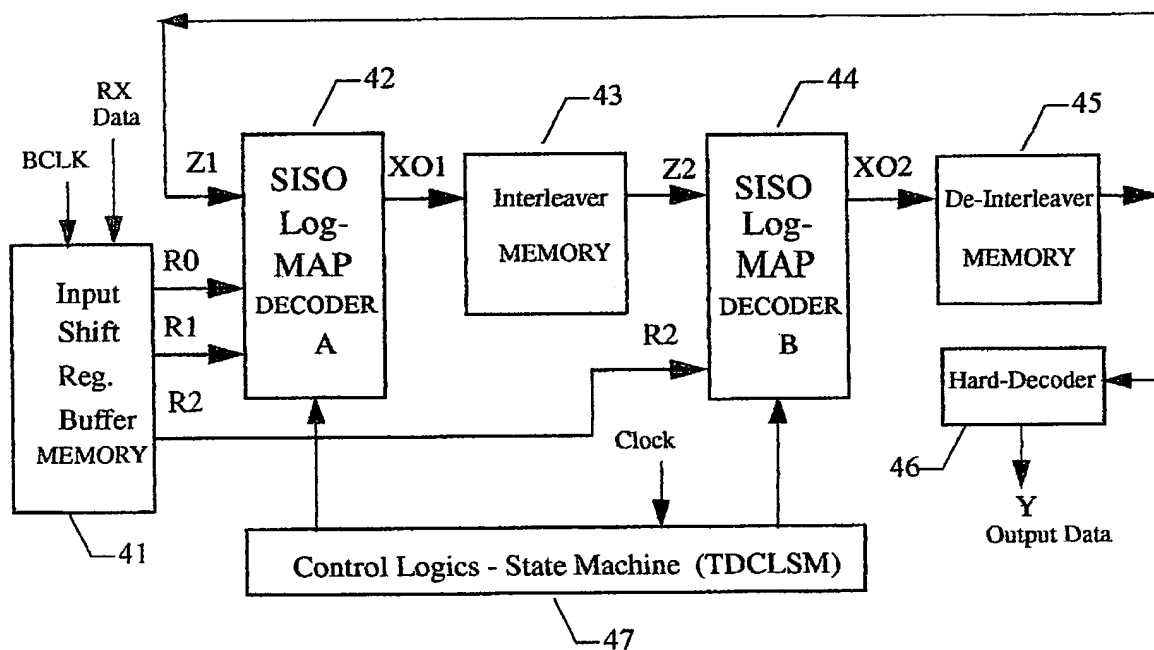 42
43
44
45
RX
Data
BCLK
Z1
SISO
Log-
MAP
DECODER
A
XO1
Interleaver
MEMORY
Z2
SISO
Log-
MAP
DECODER
B
XO2
De-Interleaver
MEMORY
R0
R1
R2
Input
Shift
Reg.
Buffer
MEMORY
41
R2
Hard-Decoder
46
Y
Output Data
Clock
Control Logics - State Machine (TDCLSM)
47